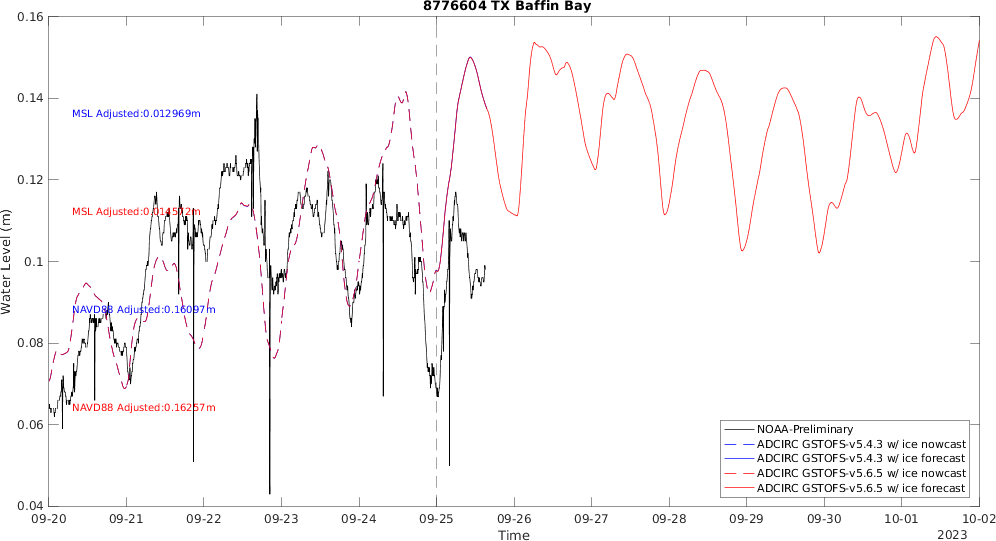 8776604 TX Baffin Bay
0.16
0.14
0.12
0.1
0.08
0.06
0.04
Water Level (m)
MSL Adjusted:0.012969m
MSL Adjusted:0.014572m
NAVD88 Adjusted:0.16097m
NAVD88 Adjusted:0.16257m
NOAA-Preliminary
ADCIRC GSTOFS-v5.4.3 w/ ice nowcast
ADCIRC GSTOFS-v5.4.3 w/ ice forecast
ADCIRC GSTOFS-v5.6.5 w/ ice nowcast
ADCIRC GSTOFS-v5.6.5 w/ ice forecast
09-20 09-21 09-22 09-23 09-24 09-25 09-26 09-27 09-28 09-29 09-30 10-01 10-02
Time
2023